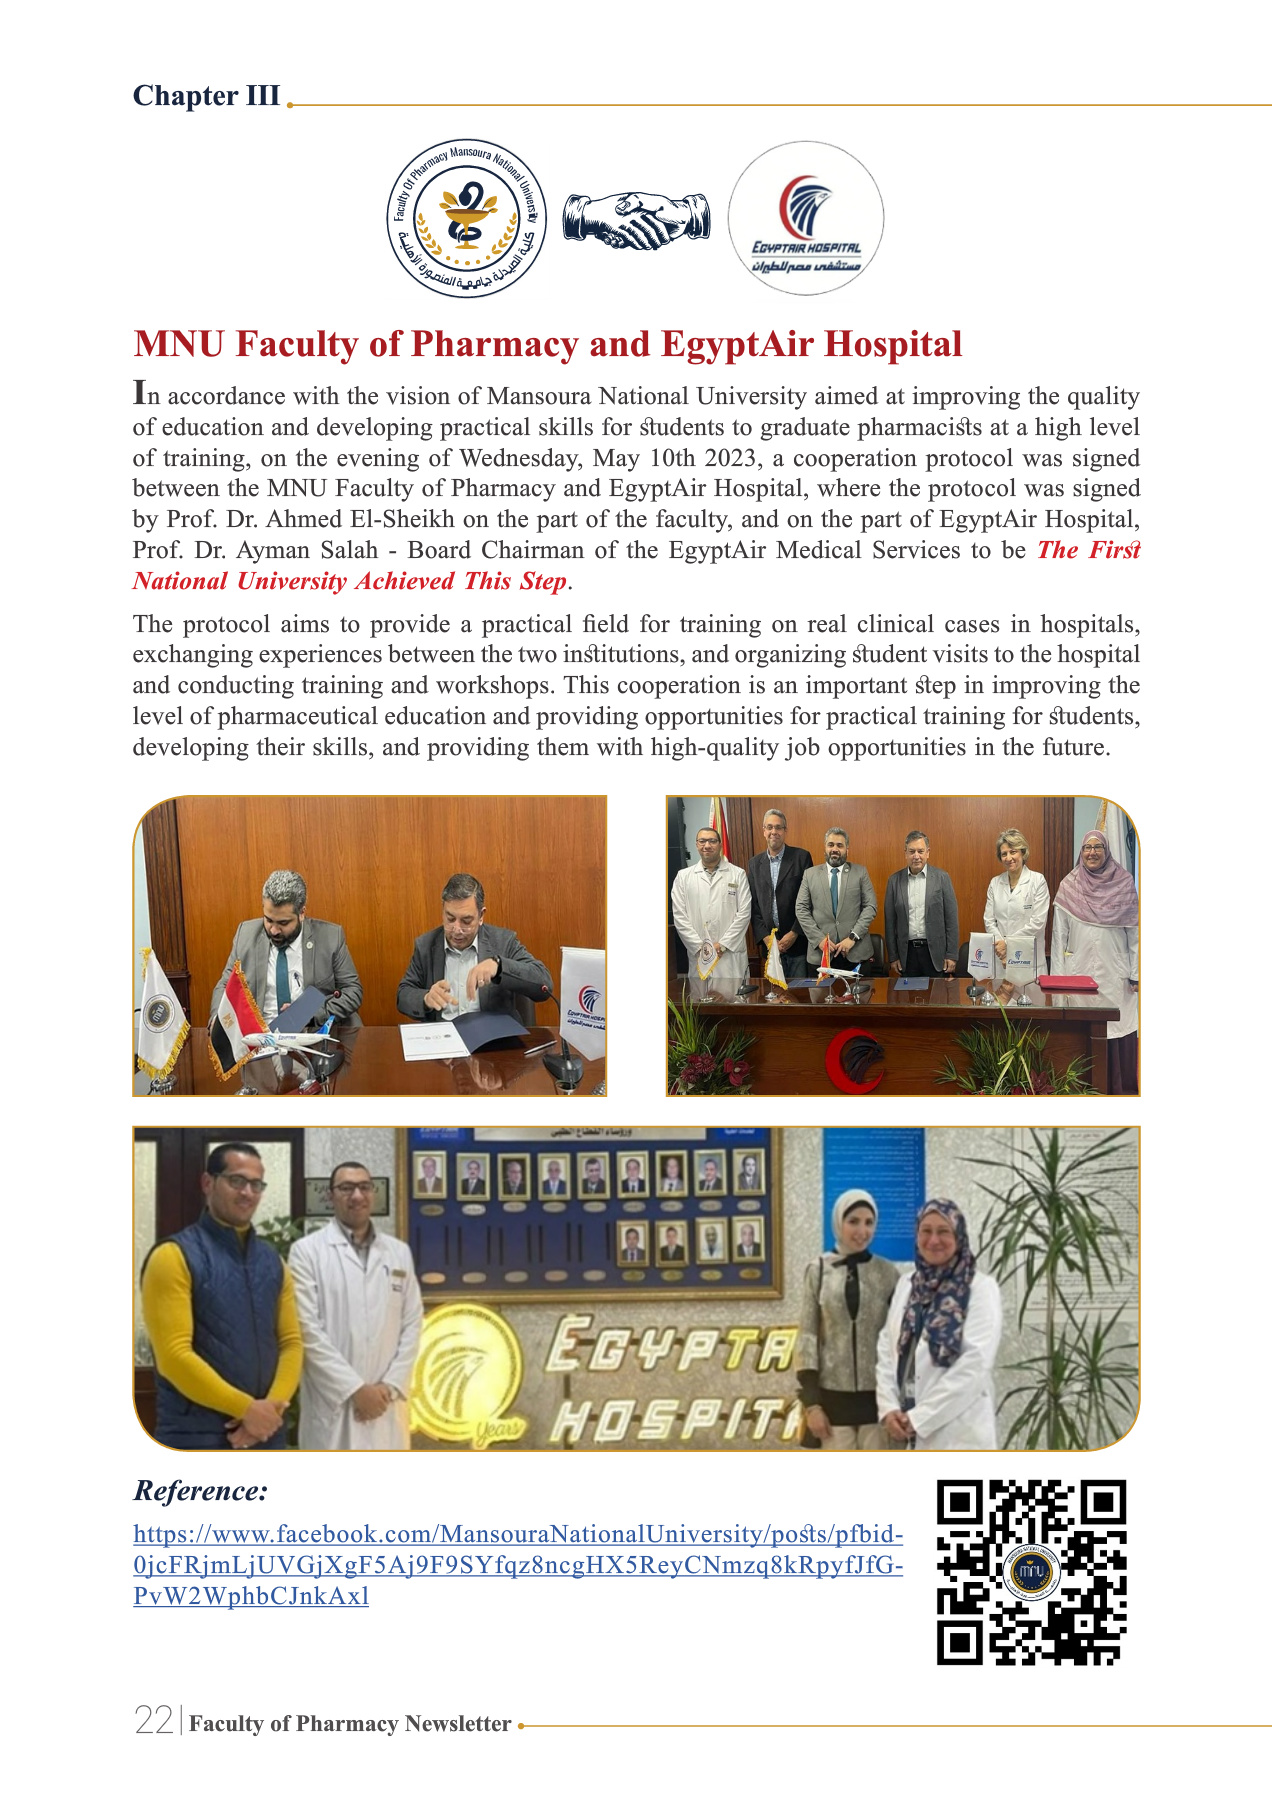 Chapter III
Faculty Of Pharmacy Mansoura National University
كلية الصيدلة جامعة المنصورة الأهلية
EGYPTAIR HOSPITAL
مستشفى مصر للطيران
MNU Faculty of Pharmacy and EgyptAir Hospital
In accordance with the vision of Mansoura National University aimed at improving the quality
of education and developing practical skills for students to graduate pharmacists at a high level
of training, on the evening of Wednesday, May 10th 2023, a cooperation protocol was signed
between the MNU Faculty of Pharmacy and EgyptAir Hospital, where the protocol was signed
by Prof. Dr. Ahmed El-Sheikh on the part of the faculty, and on the part of EgyptAir Hospital,
Prof. Dr. Ayman Salah - Board Chairman of the EgyptAir Medical Services to be The First
National University Achieved This Step.
The protocol aims to provide a practical field for training on real clinical cases in hospitals,
exchanging experiences between the two institutions, and organizing student visits to the hospital
and conducting training and workshops. This cooperation is an important step in improving the
level of pharmaceutical education and providing opportunities for practical training for students,
developing their skills, and providing them with high-quality job opportunities in the future.
EGYPTAIR HOSPI
EGYPTAIR
ورؤساء القطاع الطبى
EGYPTA
HOSPITA
Years
Reference:
https://www.facebook.com/MansouraNationalUniversity/posts/pfbid-
0jcFRjmLjUVGjXgF5Aj9F9SYfqz8ncgHX5ReyCNmzq8kRpyfJfG-
PvW2WphbCJnkAxl
MNU
22 Faculty of Pharmacy Newsletter